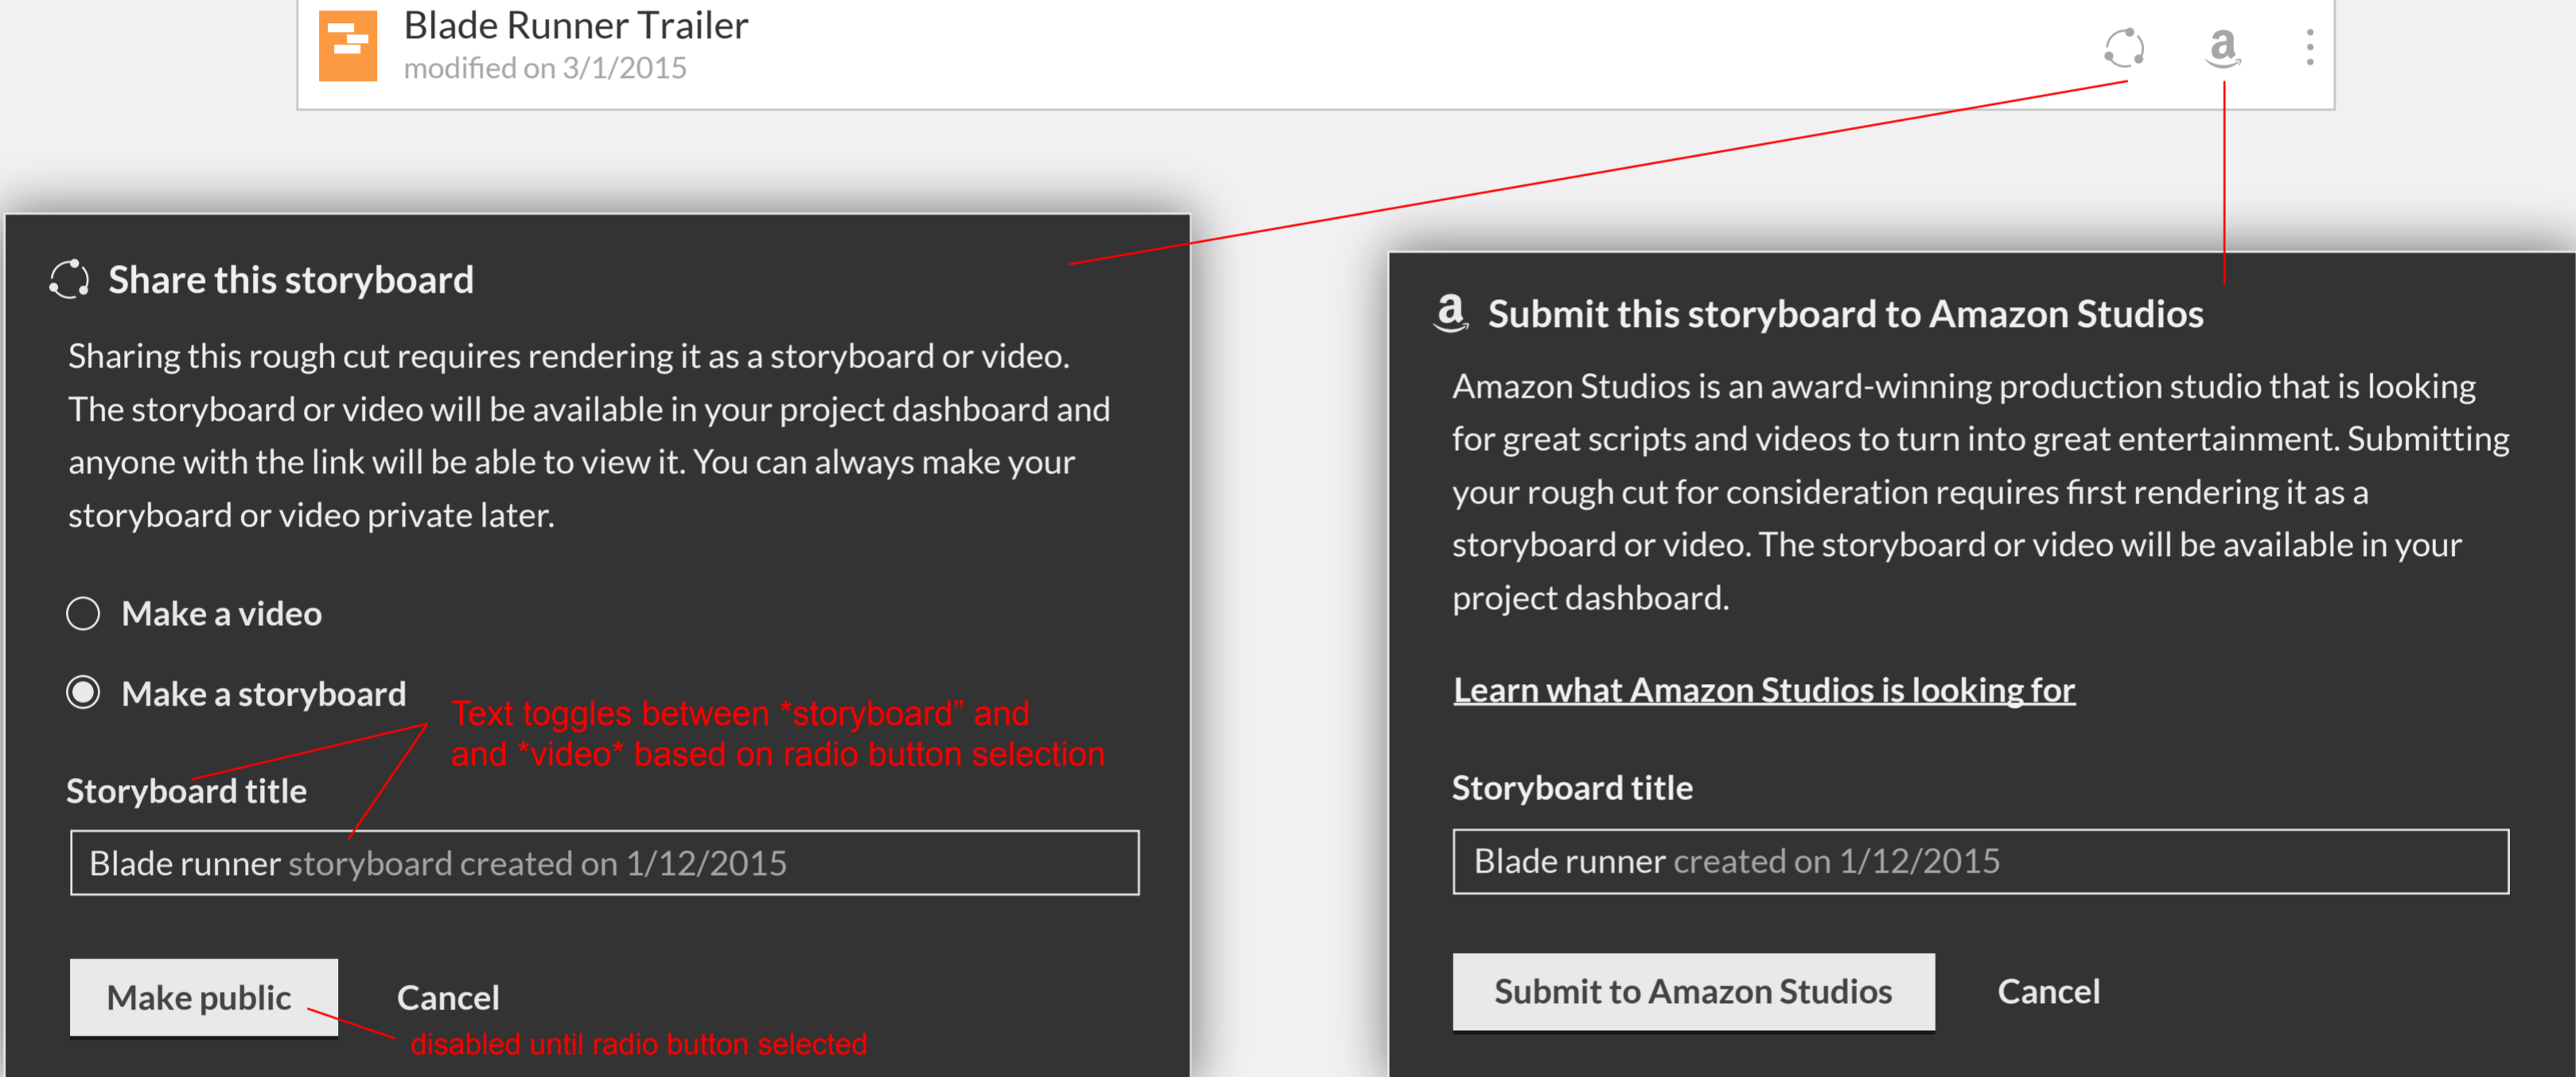 Blade Runner Trailer
modified on 3/1/2015
a
Share this storyboard
Sharing this rough cut requires rendering it as a storyboard or video.
The storyboard or video will be available in your project dashboard and
anyone with the link will be able to view it. You can always make your
storyboard or video private later.
Make a video
Make a storyboard
Text toggles between *storyboard” and
and *video* based on radio button selection
Storyboard title
Blade runner storyboard created on 1/12/2015
Make public
Cancel
disabled until radio button selected
a Submit this storyboard to Amazon Studios
Amazon Studios is an award-winning production studio that is looking
for great scripts and videos to turn into great entertainment. Submitting
your rough cut for consideration requires first rendering it as a
storyboard or video. The storyboard or video will be available in your
project dashboard.
Learn what Amazon Studios is looking for
Storyboard title
Blade runner created on 1/12/2015
Submit to Amazon Studios
Cancel